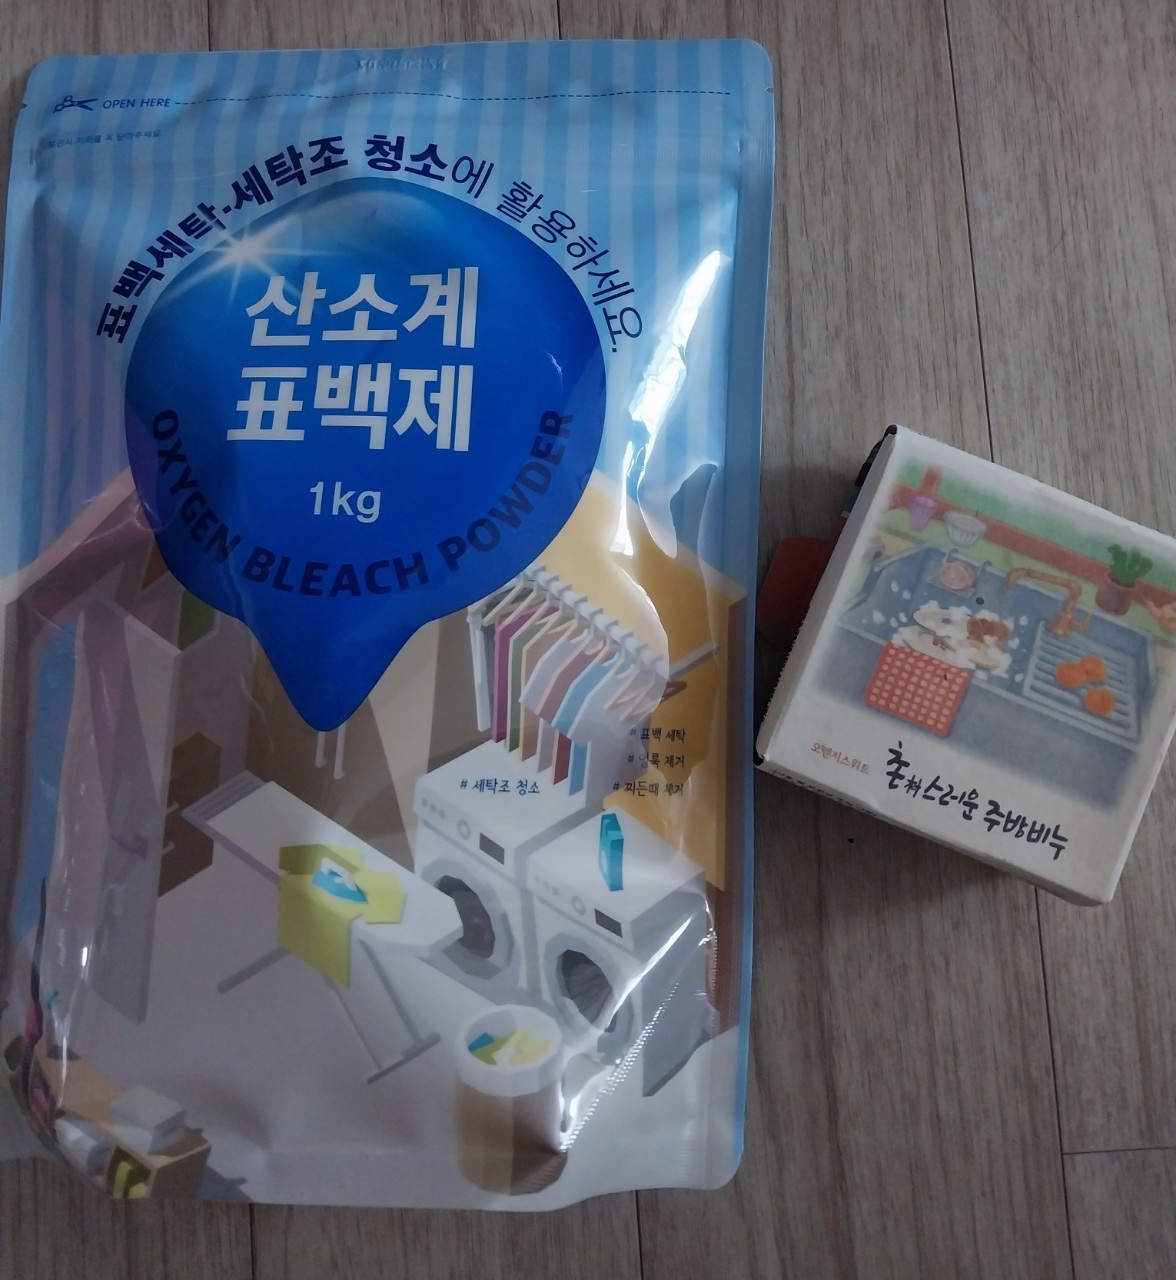 OPEN HERE
표백세탁·세탁조 청소에 활용하세요.
산소계
표백제
1kg
OXYGEN BLEACH POWDER
# 표백 세탁
# 얼룩 제거
# 찌든때 제거
# 세탁조 청소
오렌지스위트
촌村스러운 주방비누